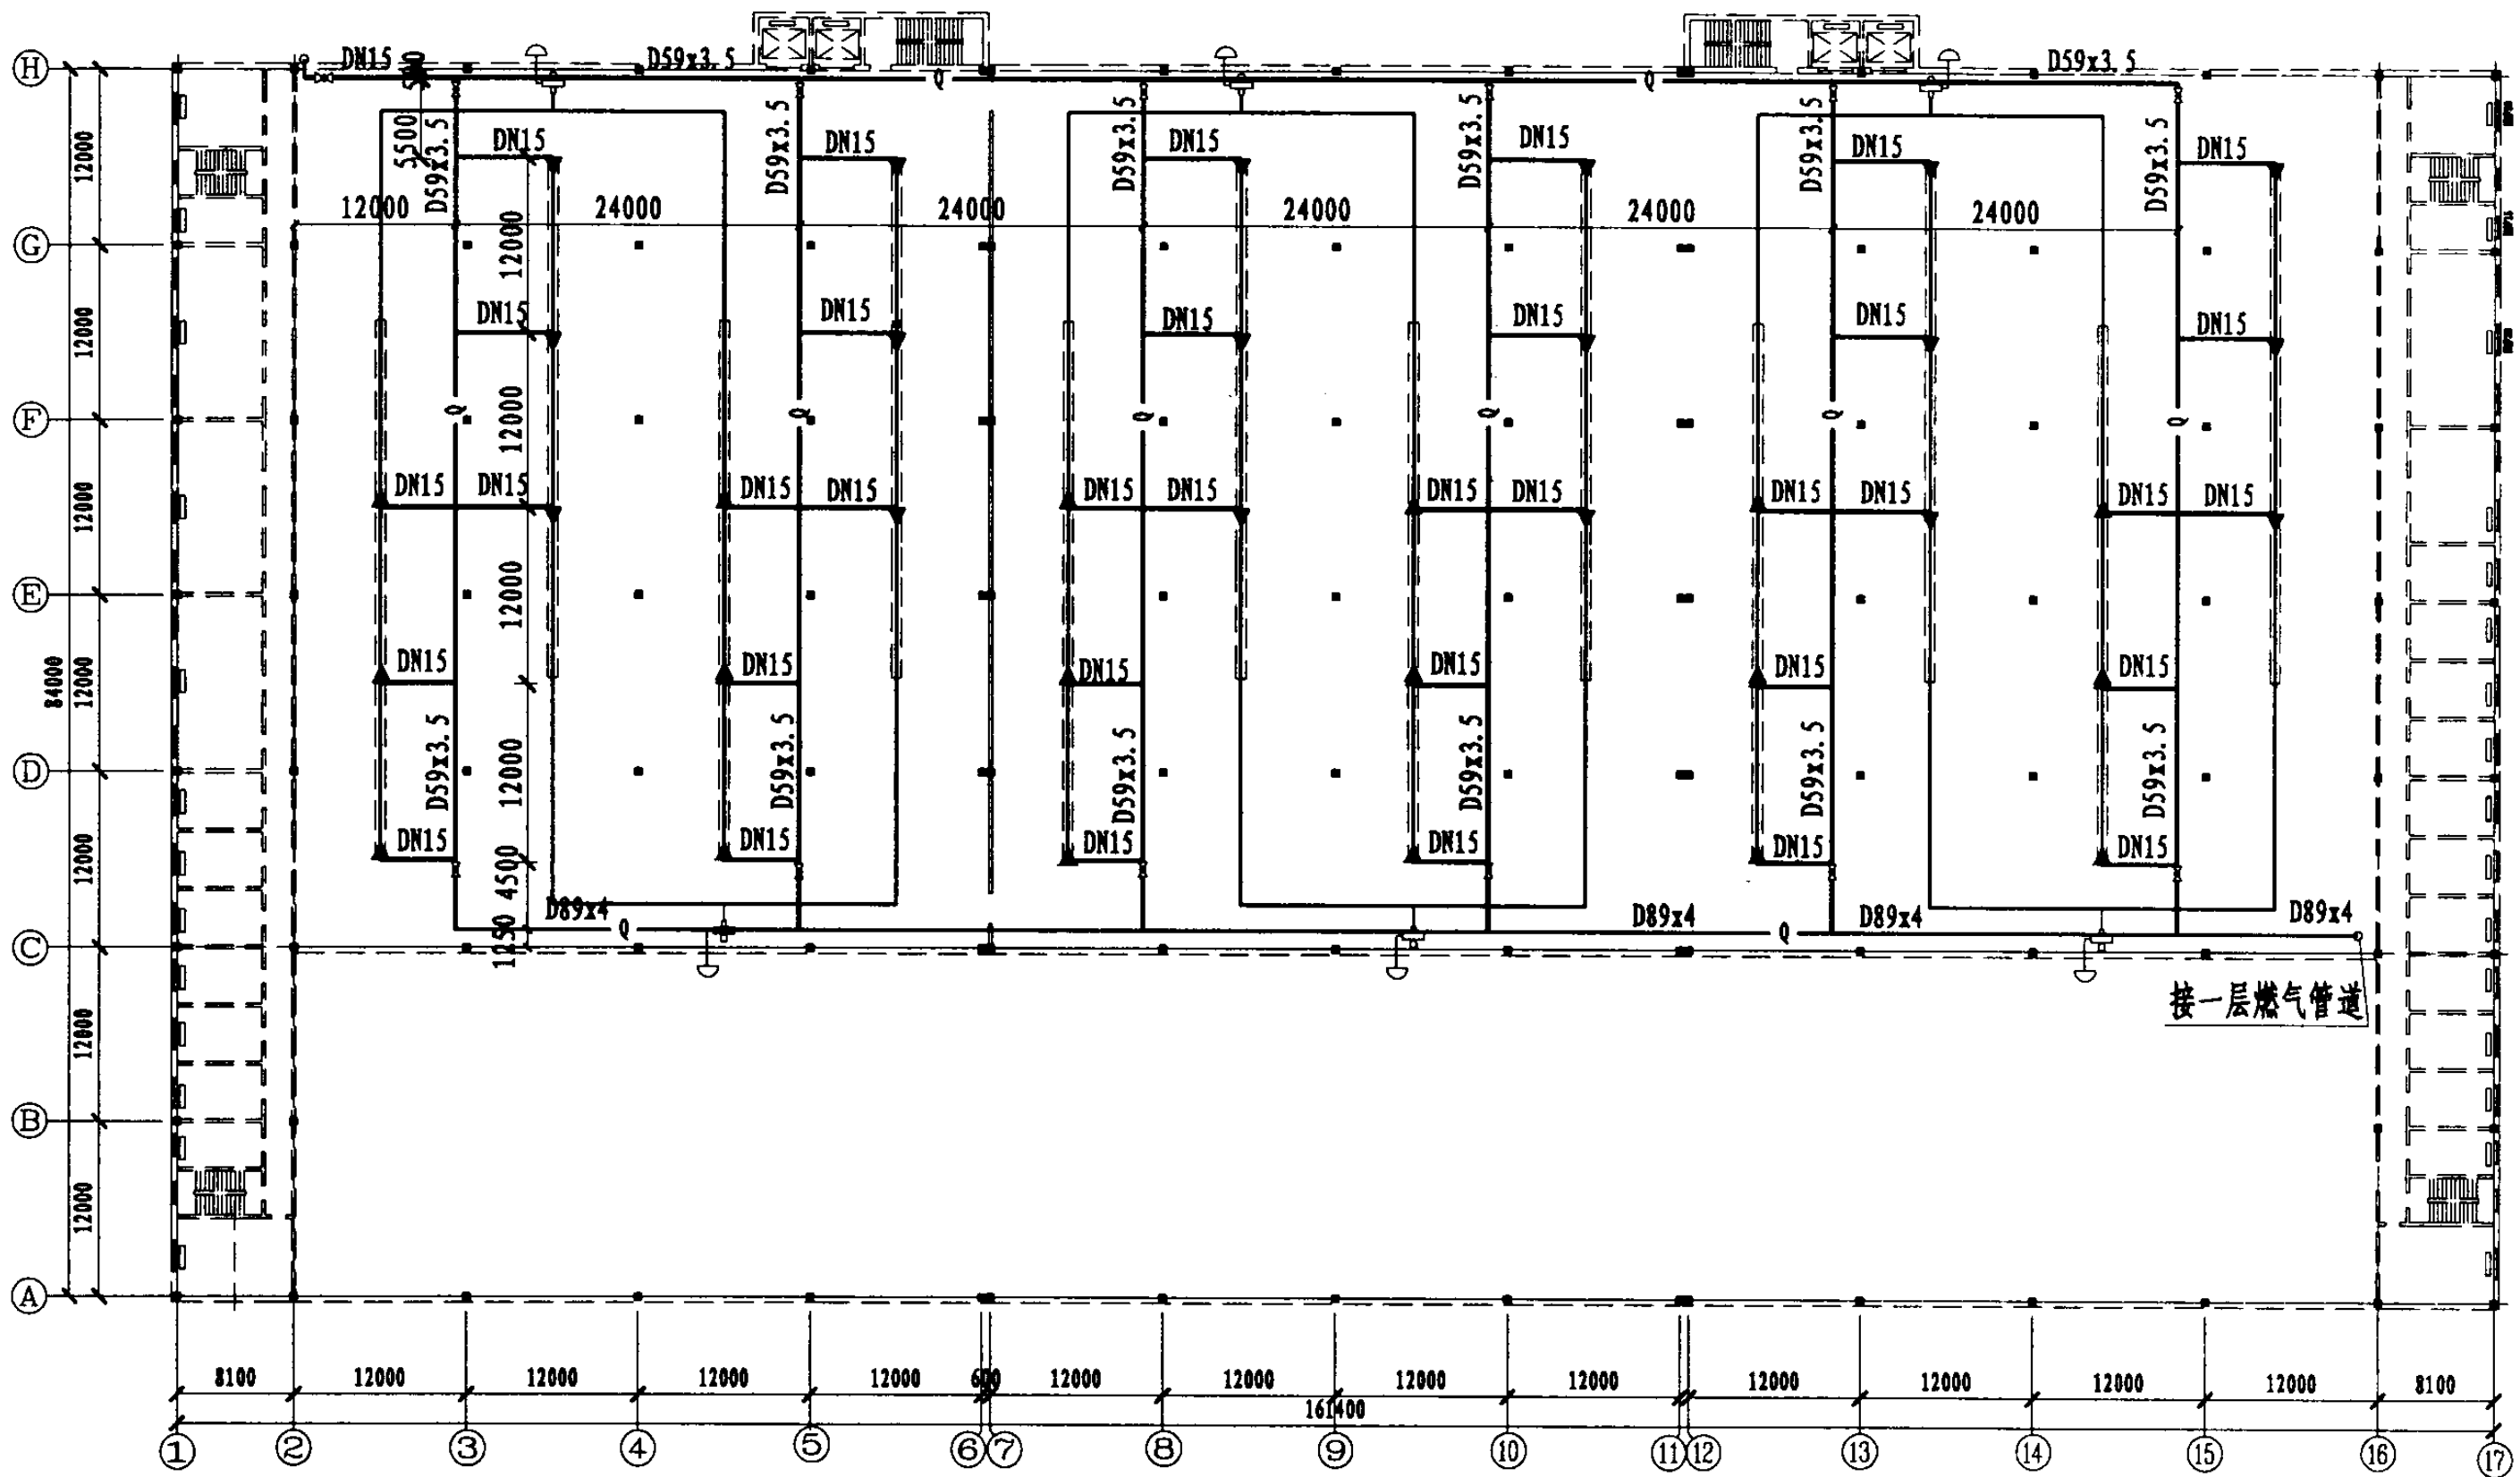 DN15
D59x3.5
D59x3.5
H
G
F
E
D
C
B
A
12000
12000
12000
12000
12000
12000
12000
84000
5500
D59x3.5
D59x3.5
D59x3.5
D59x3.5
D59x3.5
D59x3.5
Q
Q
DN15
DN15
DN15
DN15
DN15
DN15
12000
24000
24000
24000
24000
24000
12000
DN15
DN15
DN15
DN15
DN15
DN15
12000
Q
Q
Q
Q
Q
Q
DN15
DN15
DN15
DN15
DN15
DN15
DN15
DN15
DN15
DN15
DN15
DN15
12000
DN15
DN15
DN15
DN15
DN15
DN15
D59x3.5
D59x3.5
D59x3.5
D59x3.5
D59x3.5
D59x3.5
12000
DN15
DN15
DN15
DN15
DN15
DN15
4500
1250
D89x4
D89x4
D89x4
D89x4
Q
Q
接一层燃气管道
8100
12000
12000
12000
12000
600
12000
12000
12000
12000
12000
12000
12000
12000
8100
161400
1
2
3
4
5
6
7
8
9
10
11
12
13
14
15
16
17